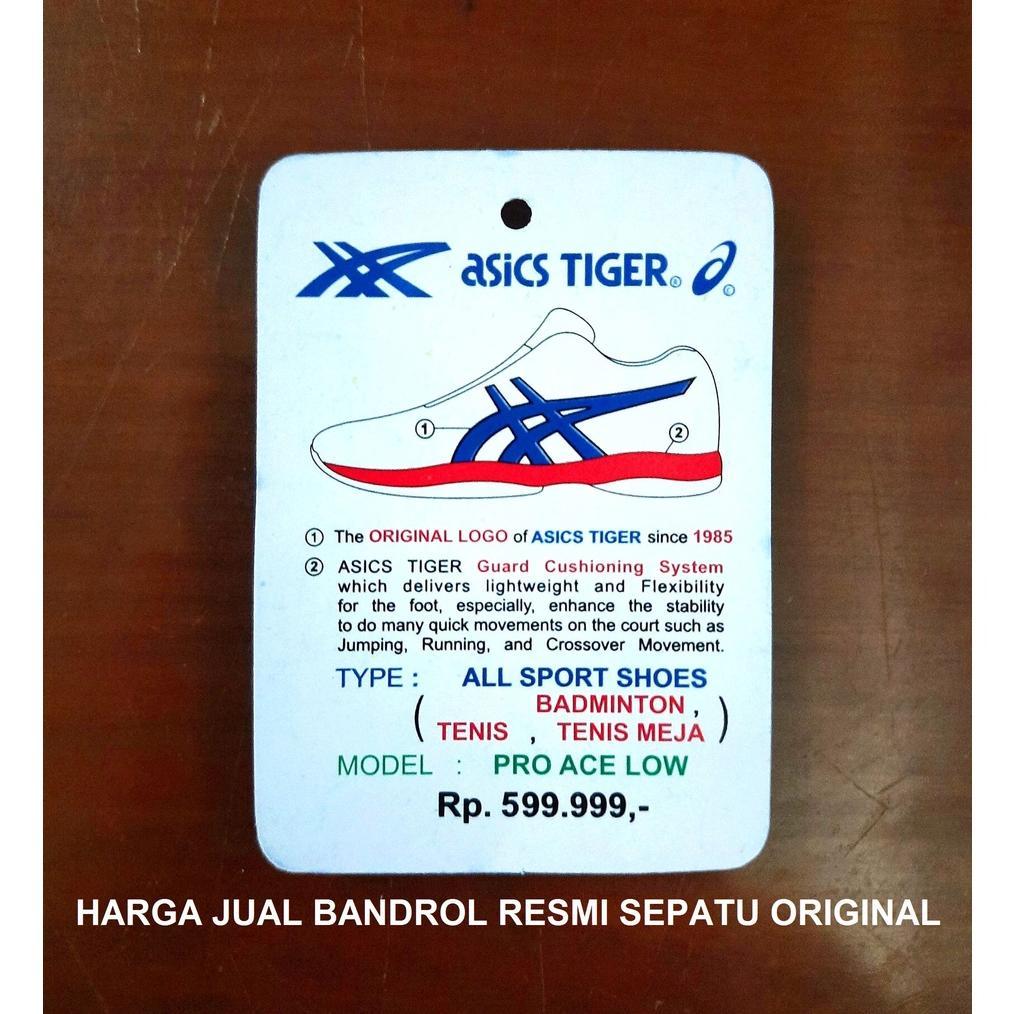 asics TIGER® ©
① ②
① The ORIGINAL LOGO of ASICS TIGER since 1985
② ASICS TIGER Guard Cushioning System
which delivers lightweight and Flexibility
for the foot, especially, enhance the stability
to do many quick movements on the court such as
Jumping, Running, and Crossover Movement.
TYPE : ALL SPORT SHOES
( BADMINTON ,
TENIS , TENIS MEJA )
MODEL : PRO ACE LOW
Rp. 599.999,-
HARGA JUAL BANDROL RESMI SEPATU ORIGINAL